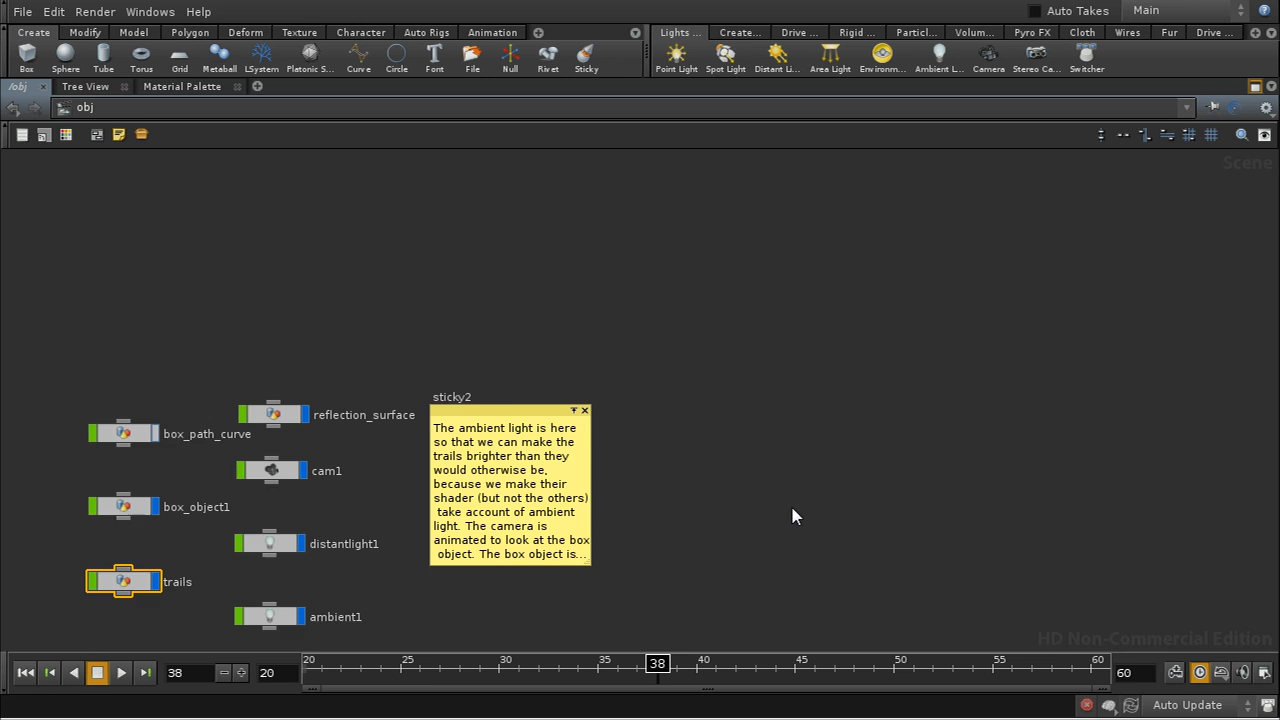 File Edit Render Windows Help
Auto Takes Main
Create Modify Model Polygon Deform Texture Character Auto Rigs Animation
Lights ... Create... Drive ... Rigid ... Particl... Volum... Pyro FX Cloth Wires Fur Drive ...
Box Sphere Tube Torus Grid Metaball LSystem Platonic S... Curve Circle Font File Null Rivet Sticky
Point Light Spot Light Distant Li... Area Light Environm... Ambient L... Camera Stereo Ca... Switcher
/obj Tree View Material Palette
obj
Scene
sticky2
The ambient light is here
so that we can make the
trails brighter than they
would otherwise be,
because we make their
shader (but not the others)
take account of ambient
light. The camera is
animated to look at the box
object. The box object is...
reflection_surface
box_path_curve
cam1
box_object1
distantlight1
trails
ambient1
HD Non-Commercial Edition
38 20 20 25 30 35 38 40 45 50 55 60 60
Auto Update